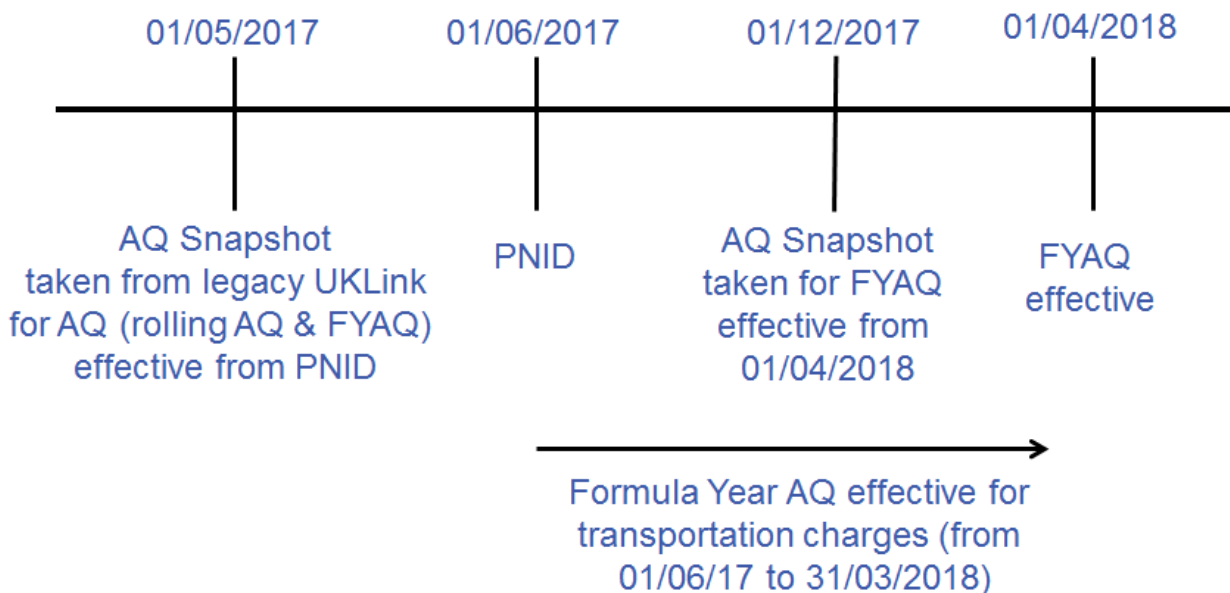 01/05/2017
01/06/2017
01/12/2017
01/04/2018
AQ Snapshot
taken from legacy UKLink
for AQ (rolling AQ & FYAQ)
effective from PNID
PNID
AQ Snapshot
taken for FYAQ
effective from
01/04/2018
FYAQ
effective
Formula Year AQ effective for
transportation charges (from
01/06/17 to 31/03/2018)